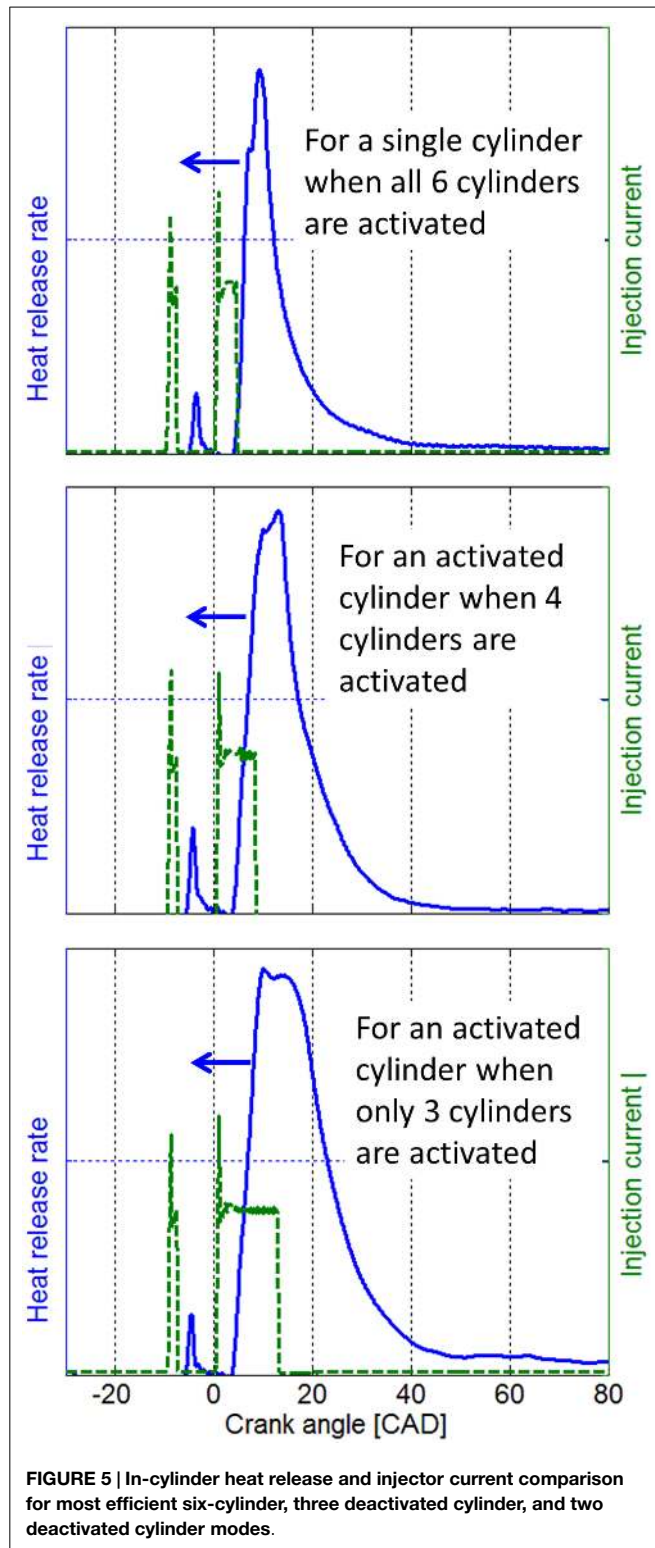 Heat release rate
For a single cylinder
when all 6 cylinders
are activated
Injection current
Heat release rate
For an activated
cylinder when 4
cylinders are
activated
Injection current
Heat release rate
For an activated
cylinder when
only 3 cylinders
are activated
Injection current
-20 0 20 40 60 80
Crank angle [CAD]
FIGURE 5 | In-cylinder heat release and injector current comparison
for most efficient six-cylinder, three deactivated cylinder, and two
deactivated cylinder modes.